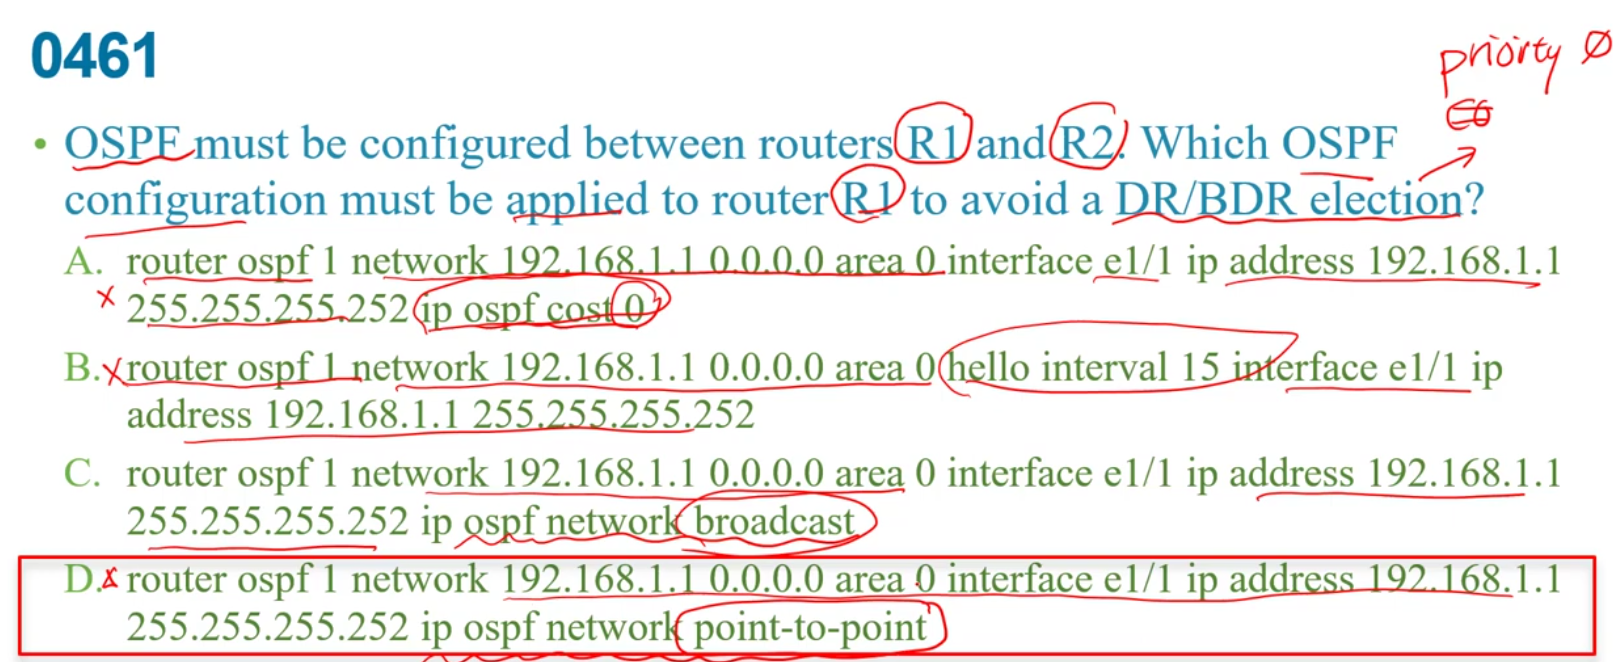 0461
priority Ø
• OSPF must be configured between routers R1 and R2. Which OSPF
configuration must be applied to router R1 to avoid a DR/BDR election?
A. router ospf 1 network 192.168.1.1 0.0.0.0 area 0 interface e1/1 ip address 192.168.1.1
255.255.255.252 ip ospf cost 0
B. router ospf 1 network 192.168.1.1 0.0.0.0 area 0 hello interval 15 interface e1/1 ip
address 192.168.1.1 255.255.255.252
C. router ospf 1 network 192.168.1.1 0.0.0.0 area 0 interface e1/1 ip address 192.168.1.1
255.255.255.252 ip ospf network broadcast
D. router ospf 1 network 192.168.1.1 0.0.0.0 area 0 interface e1/1 ip address 192.168.1.1
255.255.255.252 ip ospf network point-to-point